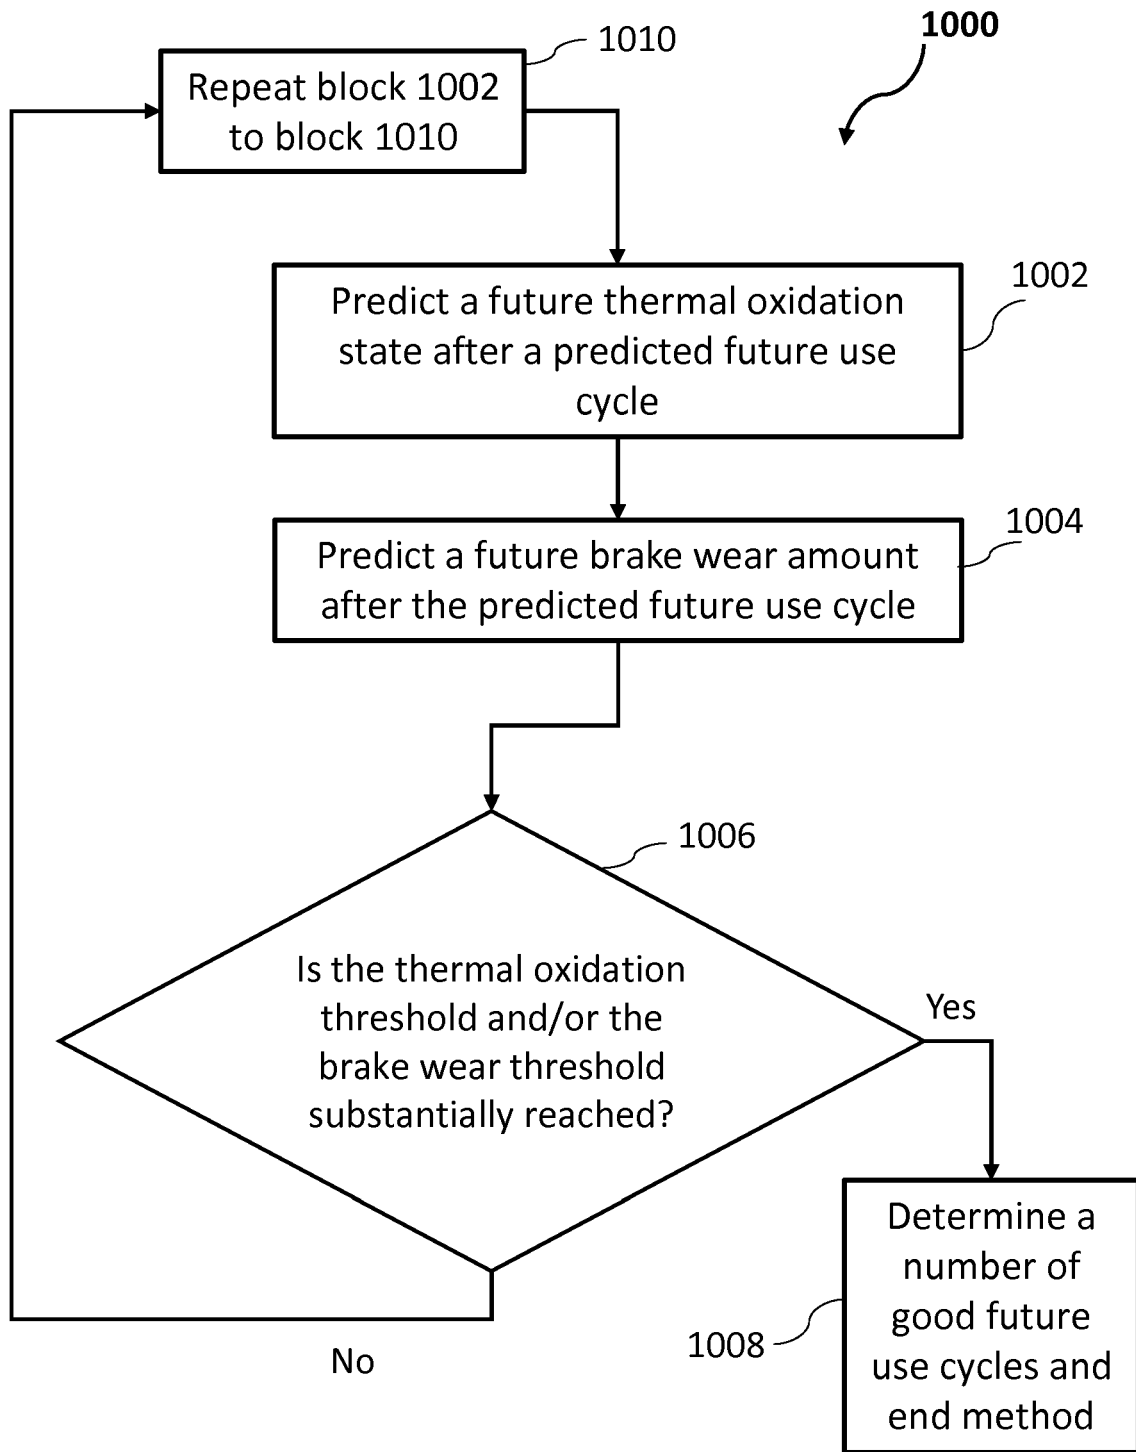 1000
1010
Repeat block 1002
to block 1010
1002
Predict a future thermal oxidation
state after a predicted future use
cycle
1004
Predict a future brake wear amount
after the predicted future use cycle
1006
Is the thermal oxidation
threshold and/or the
brake wear threshold
substantially reached?
Yes
No
1008
Determine a
number of
good future
use cycles and
end method